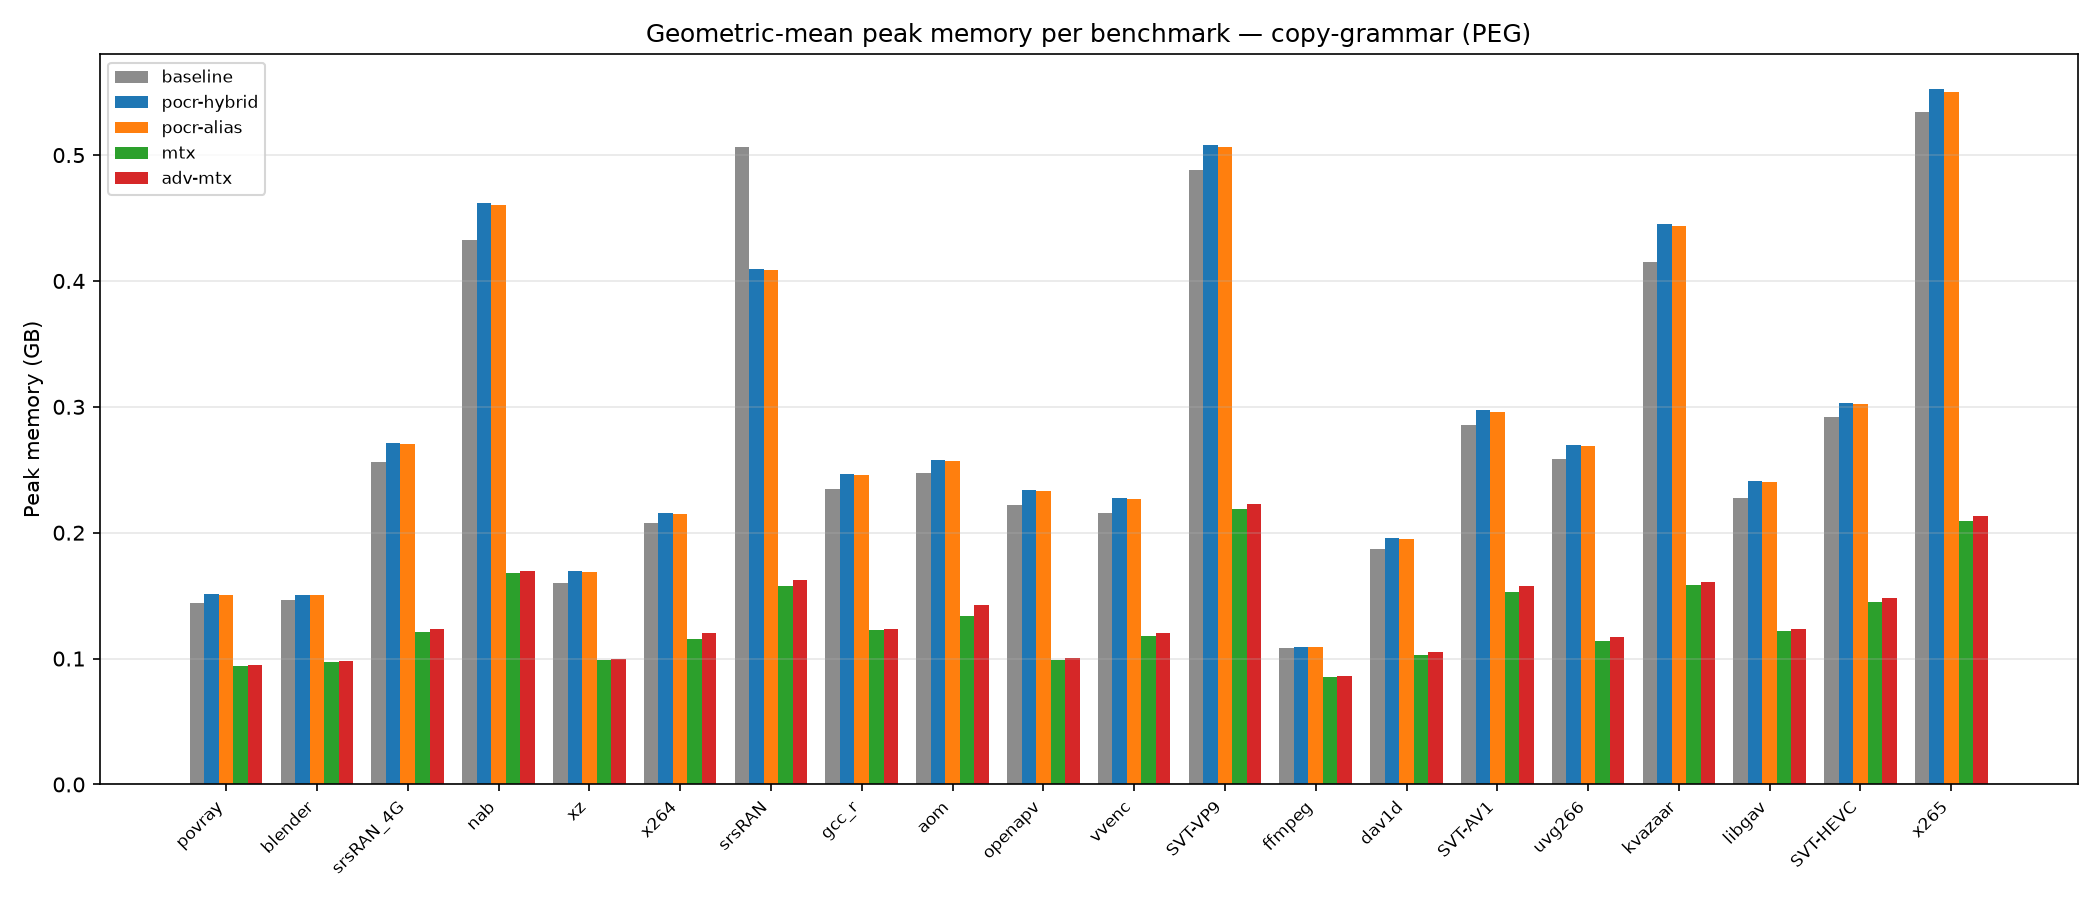 Geometric-mean peak memory per benchmark — copy-grammar (PEG)
baseline
pocr-hybrid
pocr-alias
mtx
adv-mtx
Peak memory (GB)
0.5
0.4
0.3
0.2
0.1
0.0
povray
blender
srsRAN_4G
nab
xz
x264
srsRAN
gcc_r
aom
openapv
vvenc
SVT-VP9
ffmpeg
dav1d
SVT-AV1
uvg266
kvazaar
libgav
SVT-HEVC
x265